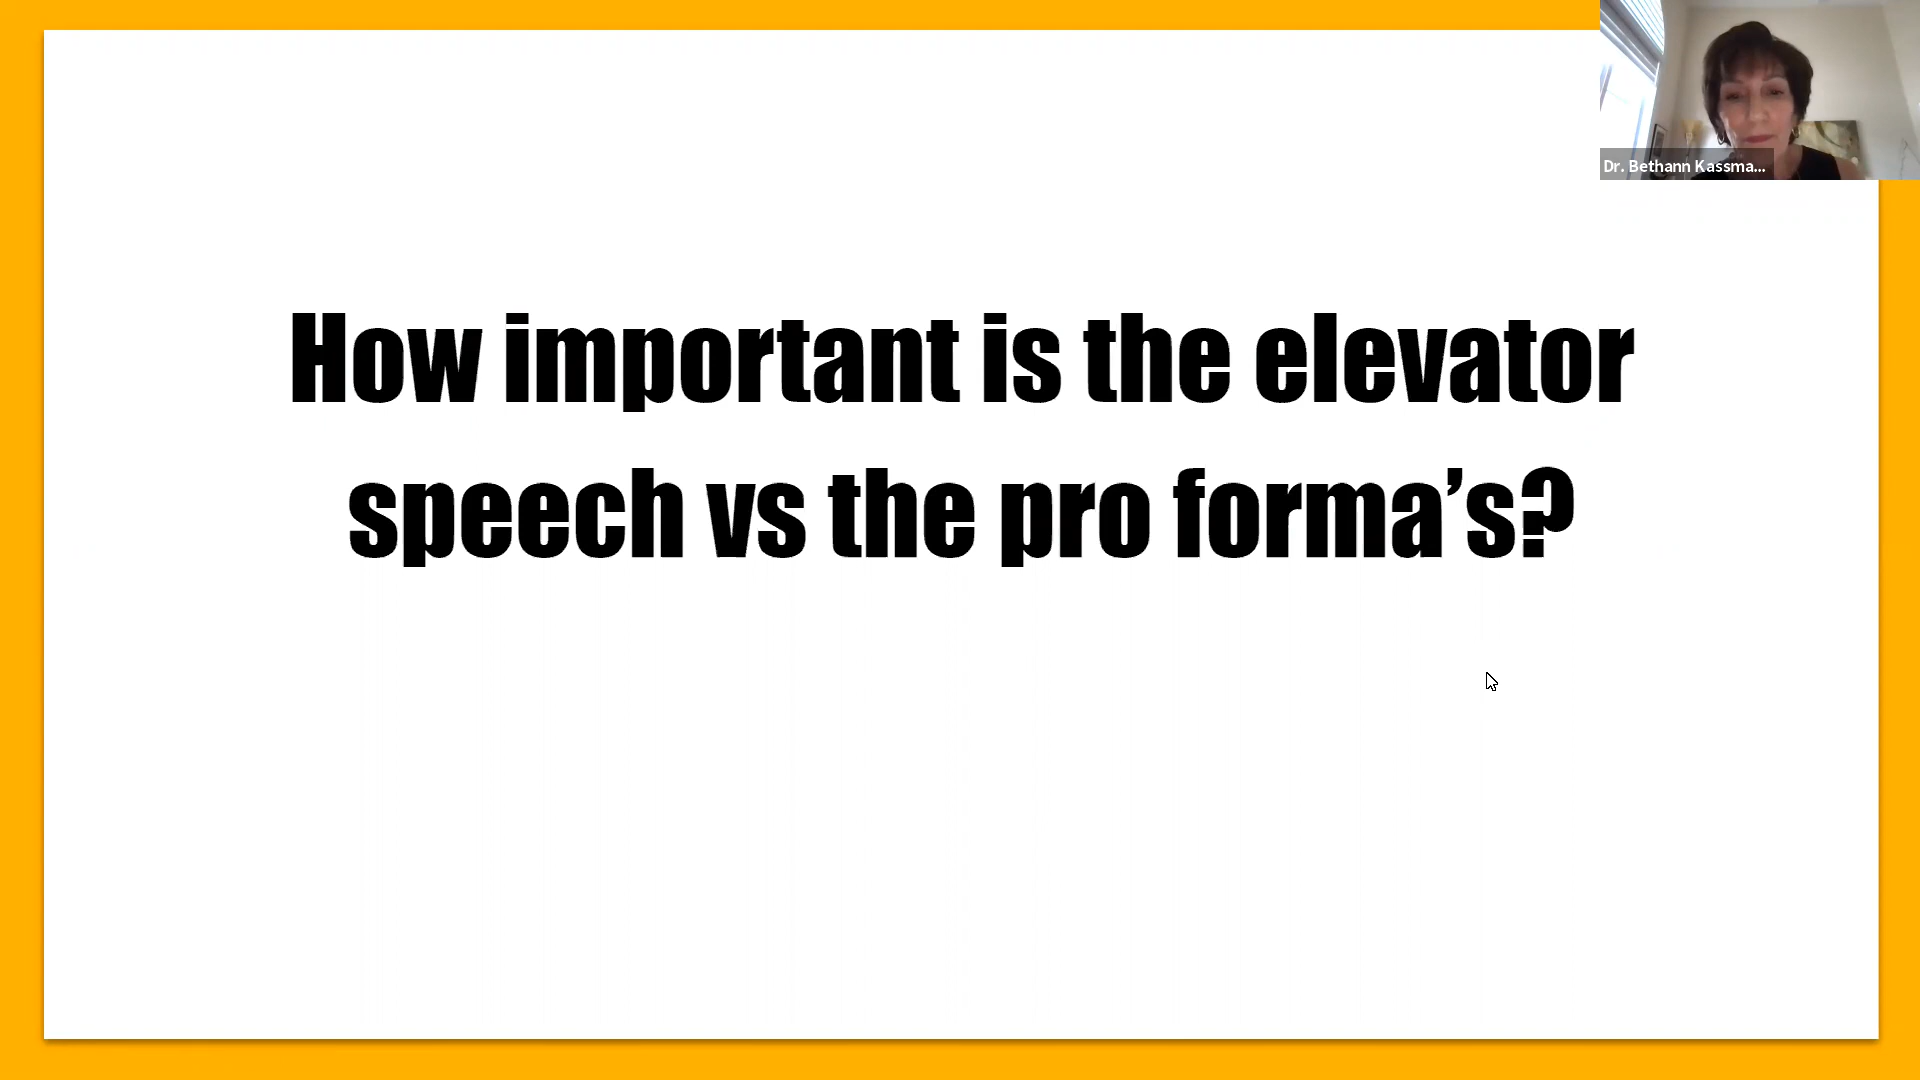 Dr. Bethann Kassma...
How important is the elevator
speech vs the pro forma’s?